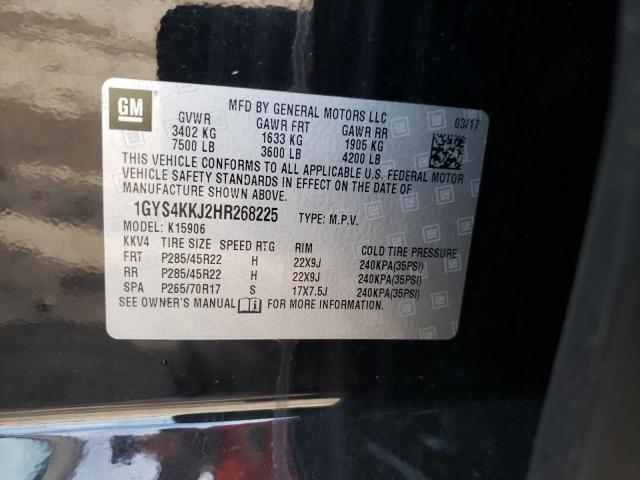 GM
MFD BY GENERAL MOTORS LLC
03/17
GVWR GAWR FRT GAWR RR
3402 KG 1633 KG 1905 KG
7500 LB 3600 LB 4200 LB
THIS VEHICLE CONFORMS TO ALL APPLICABLE U.S. FEDERAL MOTOR
VEHICLE SAFETY STANDARDS IN EFFECT ON THE DATE OF
MANUFACTURE SHOWN ABOVE.
1GYS4KKJ2HR268225 TYPE: M.P.V.
MODEL: K15906
KKV4 TIRE SIZE SPEED RTG RIM COLD TIRE PRESSURE
FRT P285/45R22 H 22X9J 240KPA(35PSI)
RR P285/45R22 H 22X9J 240KPA(35PSI)
SPA P265/70R17 S 17X7.5J 240KPA(35PSI)
SEE OWNER'S MANUAL FOR MORE INFORMATION.